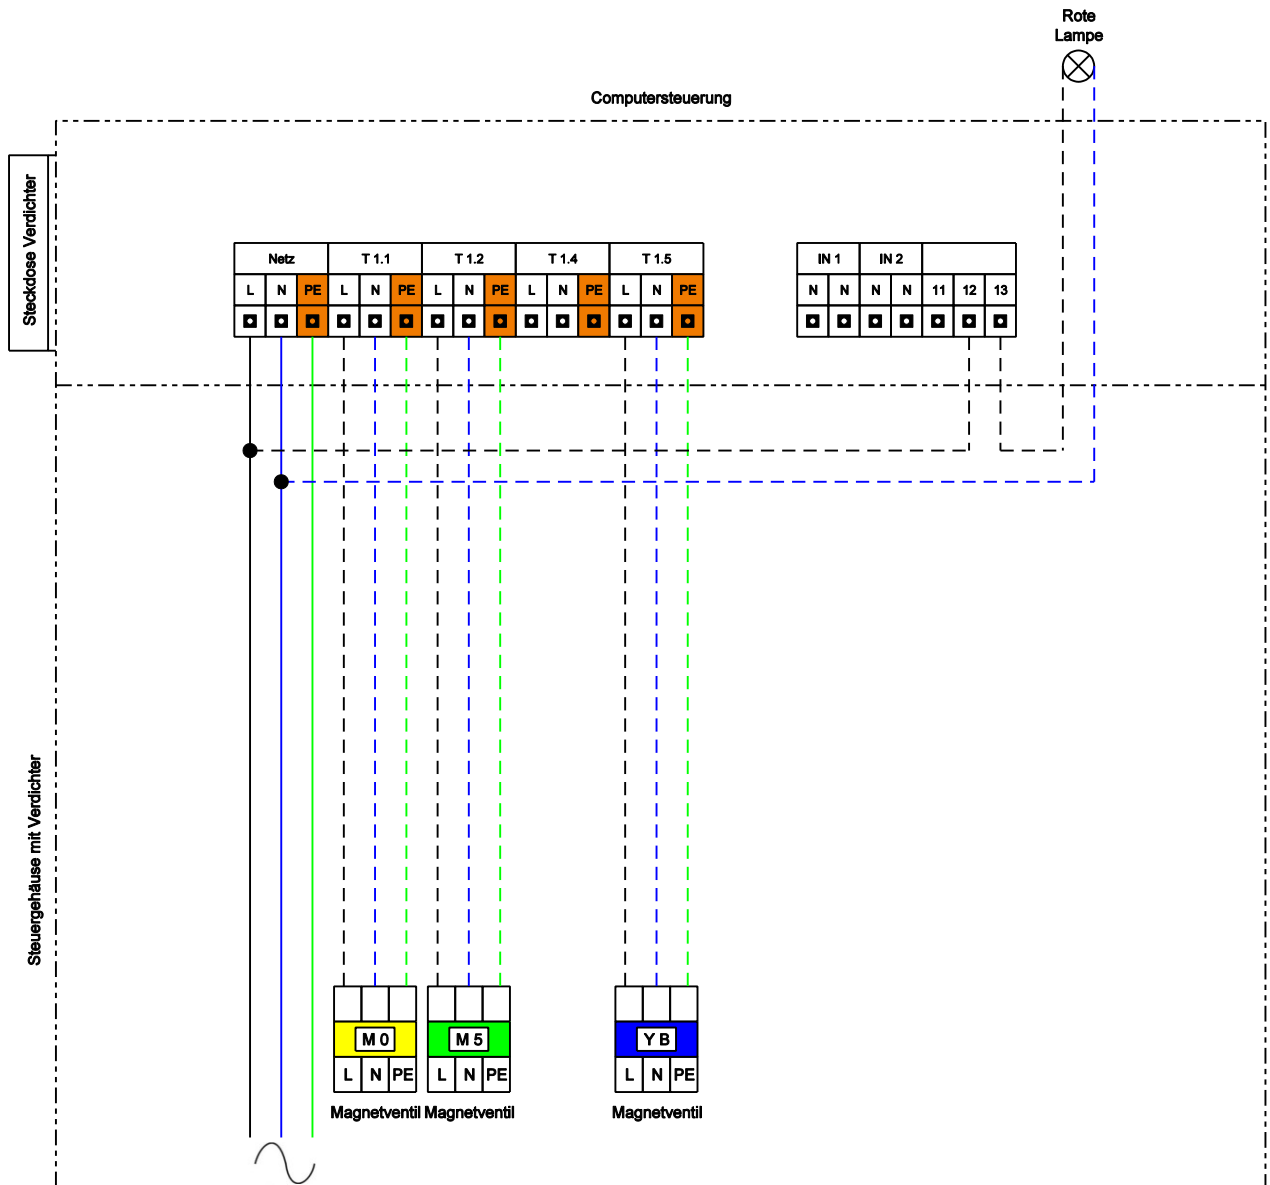 Rote
Lampe
Computersteuerung
Steckdose Verdichter
Netz T 1.1 T 1.2 T 1.4 T 1.5 IN 1 IN 2
L N PE L N PE L N PE L N PE L N PE N N N N 11 12 13
Steuergehäuse mit Verdichter
M 0 M 5 Y B
L N PE L N PE L N PE
Magnetventil Magnetventil Magnetventil